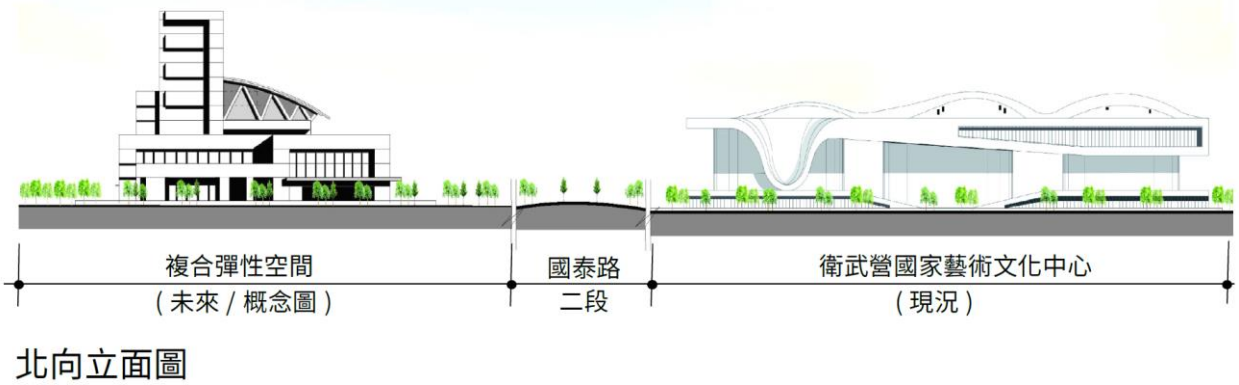 複合彈性空間
( 未來 / 概念圖 )
國泰路
二段
衛武營國家藝術文化中心
( 現況 )
北向立面圖